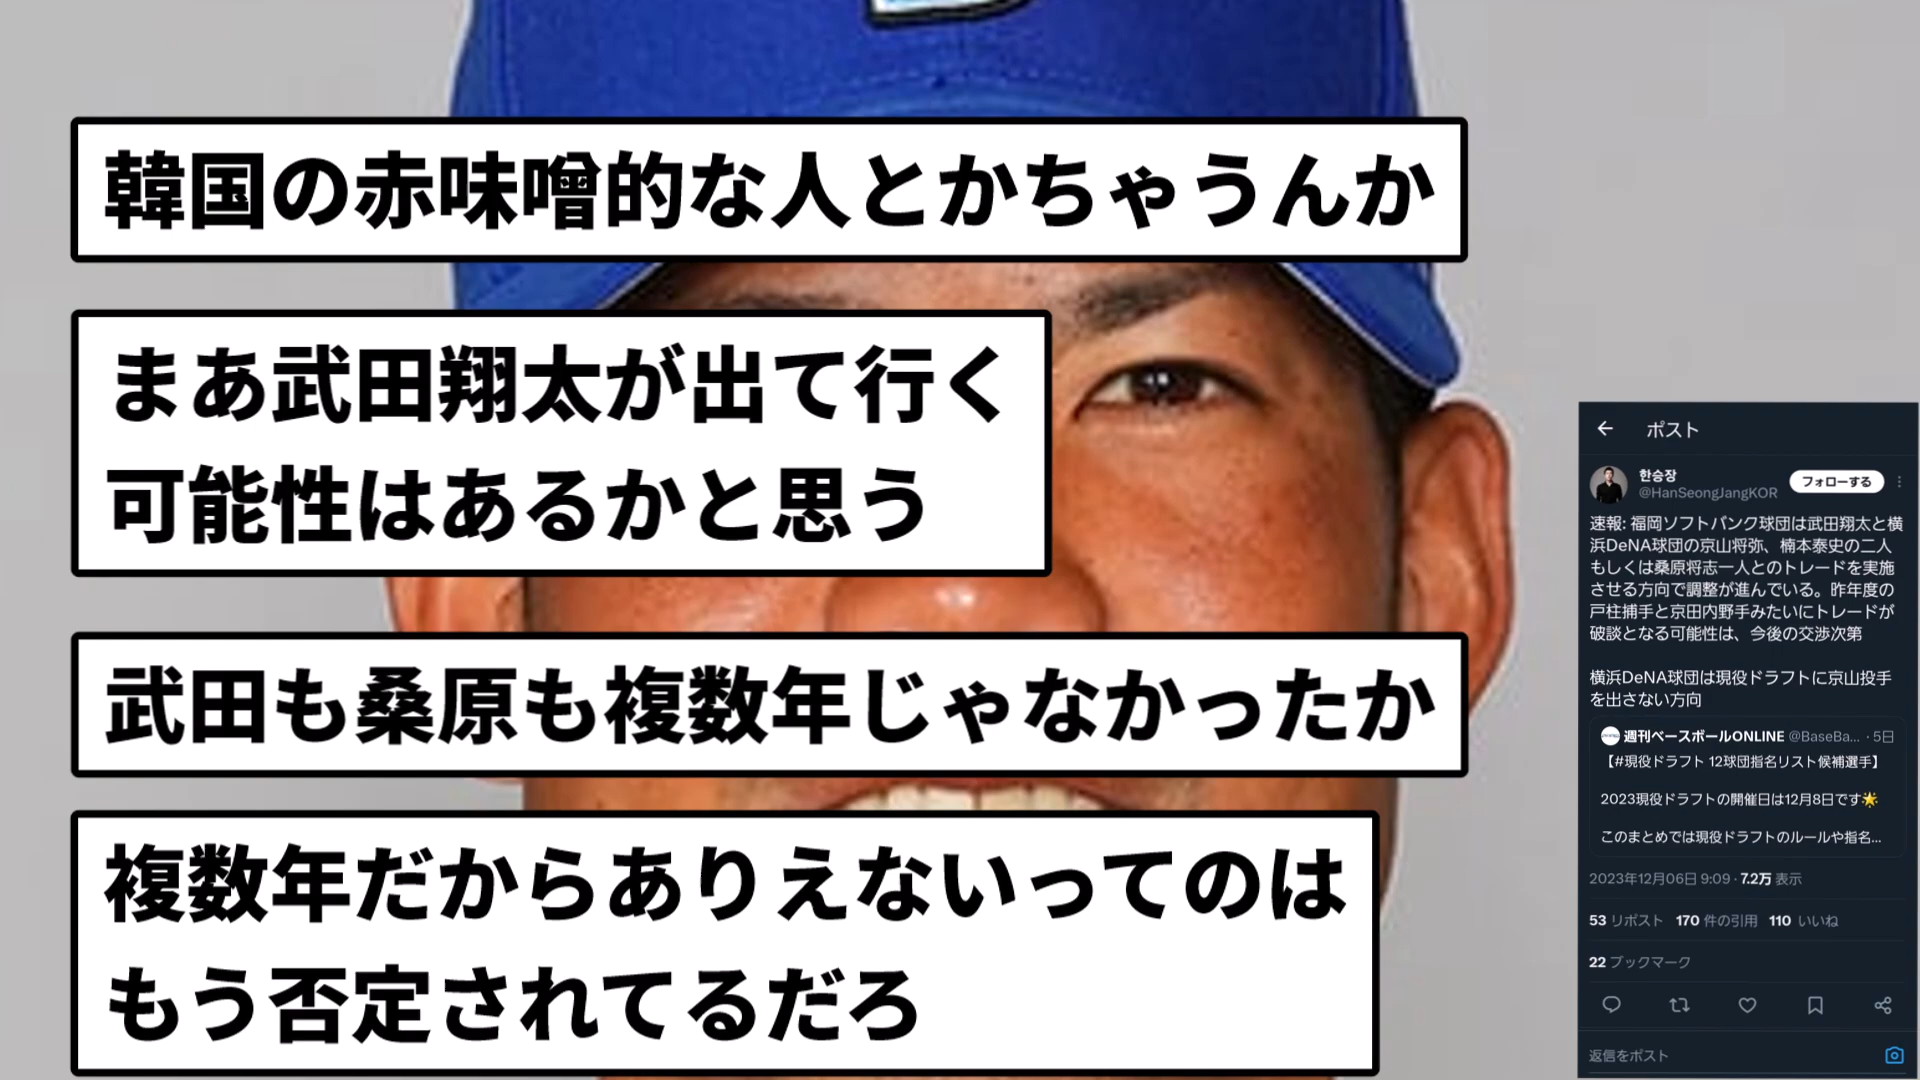 韓国の赤味噌的な人とかちゃうんか
まあ武田翔太が出て行く
可能性はあるかと思う
武田も桑原も複数年じゃなかったか
複数年だからありえないってのは
もう否定されてるだろ
ポスト
한승장
@HanSeongJangKOR
フォローする
速報: 福岡ソフトバンク球団は武田翔太と横
浜DeNA球団の京山将弥、楠本泰史の二人
もしくは桑原将志一人とのトレードを実施
させる方向で調整が進んでいる。昨年度の
戸柱捕手と京田内野手みたいにトレードが
破談となる可能性は、今後の交渉次第
横浜DeNA球団は現役ドラフトに京山投手
を出さない方向
週刊ベースボールONLINE @BaseBa... · 5日
【#現役ドラフト 12球団指名リスト候補選手】
2023現役ドラフトの開催日は12月8日です🌟
このまとめでは現役ドラフトのルールや指名...
2023年12月06日 9:09 · 7.2万 表示
53 リポスト 170 件の引用 110 いいね
22 ブックマーク
返信をポスト